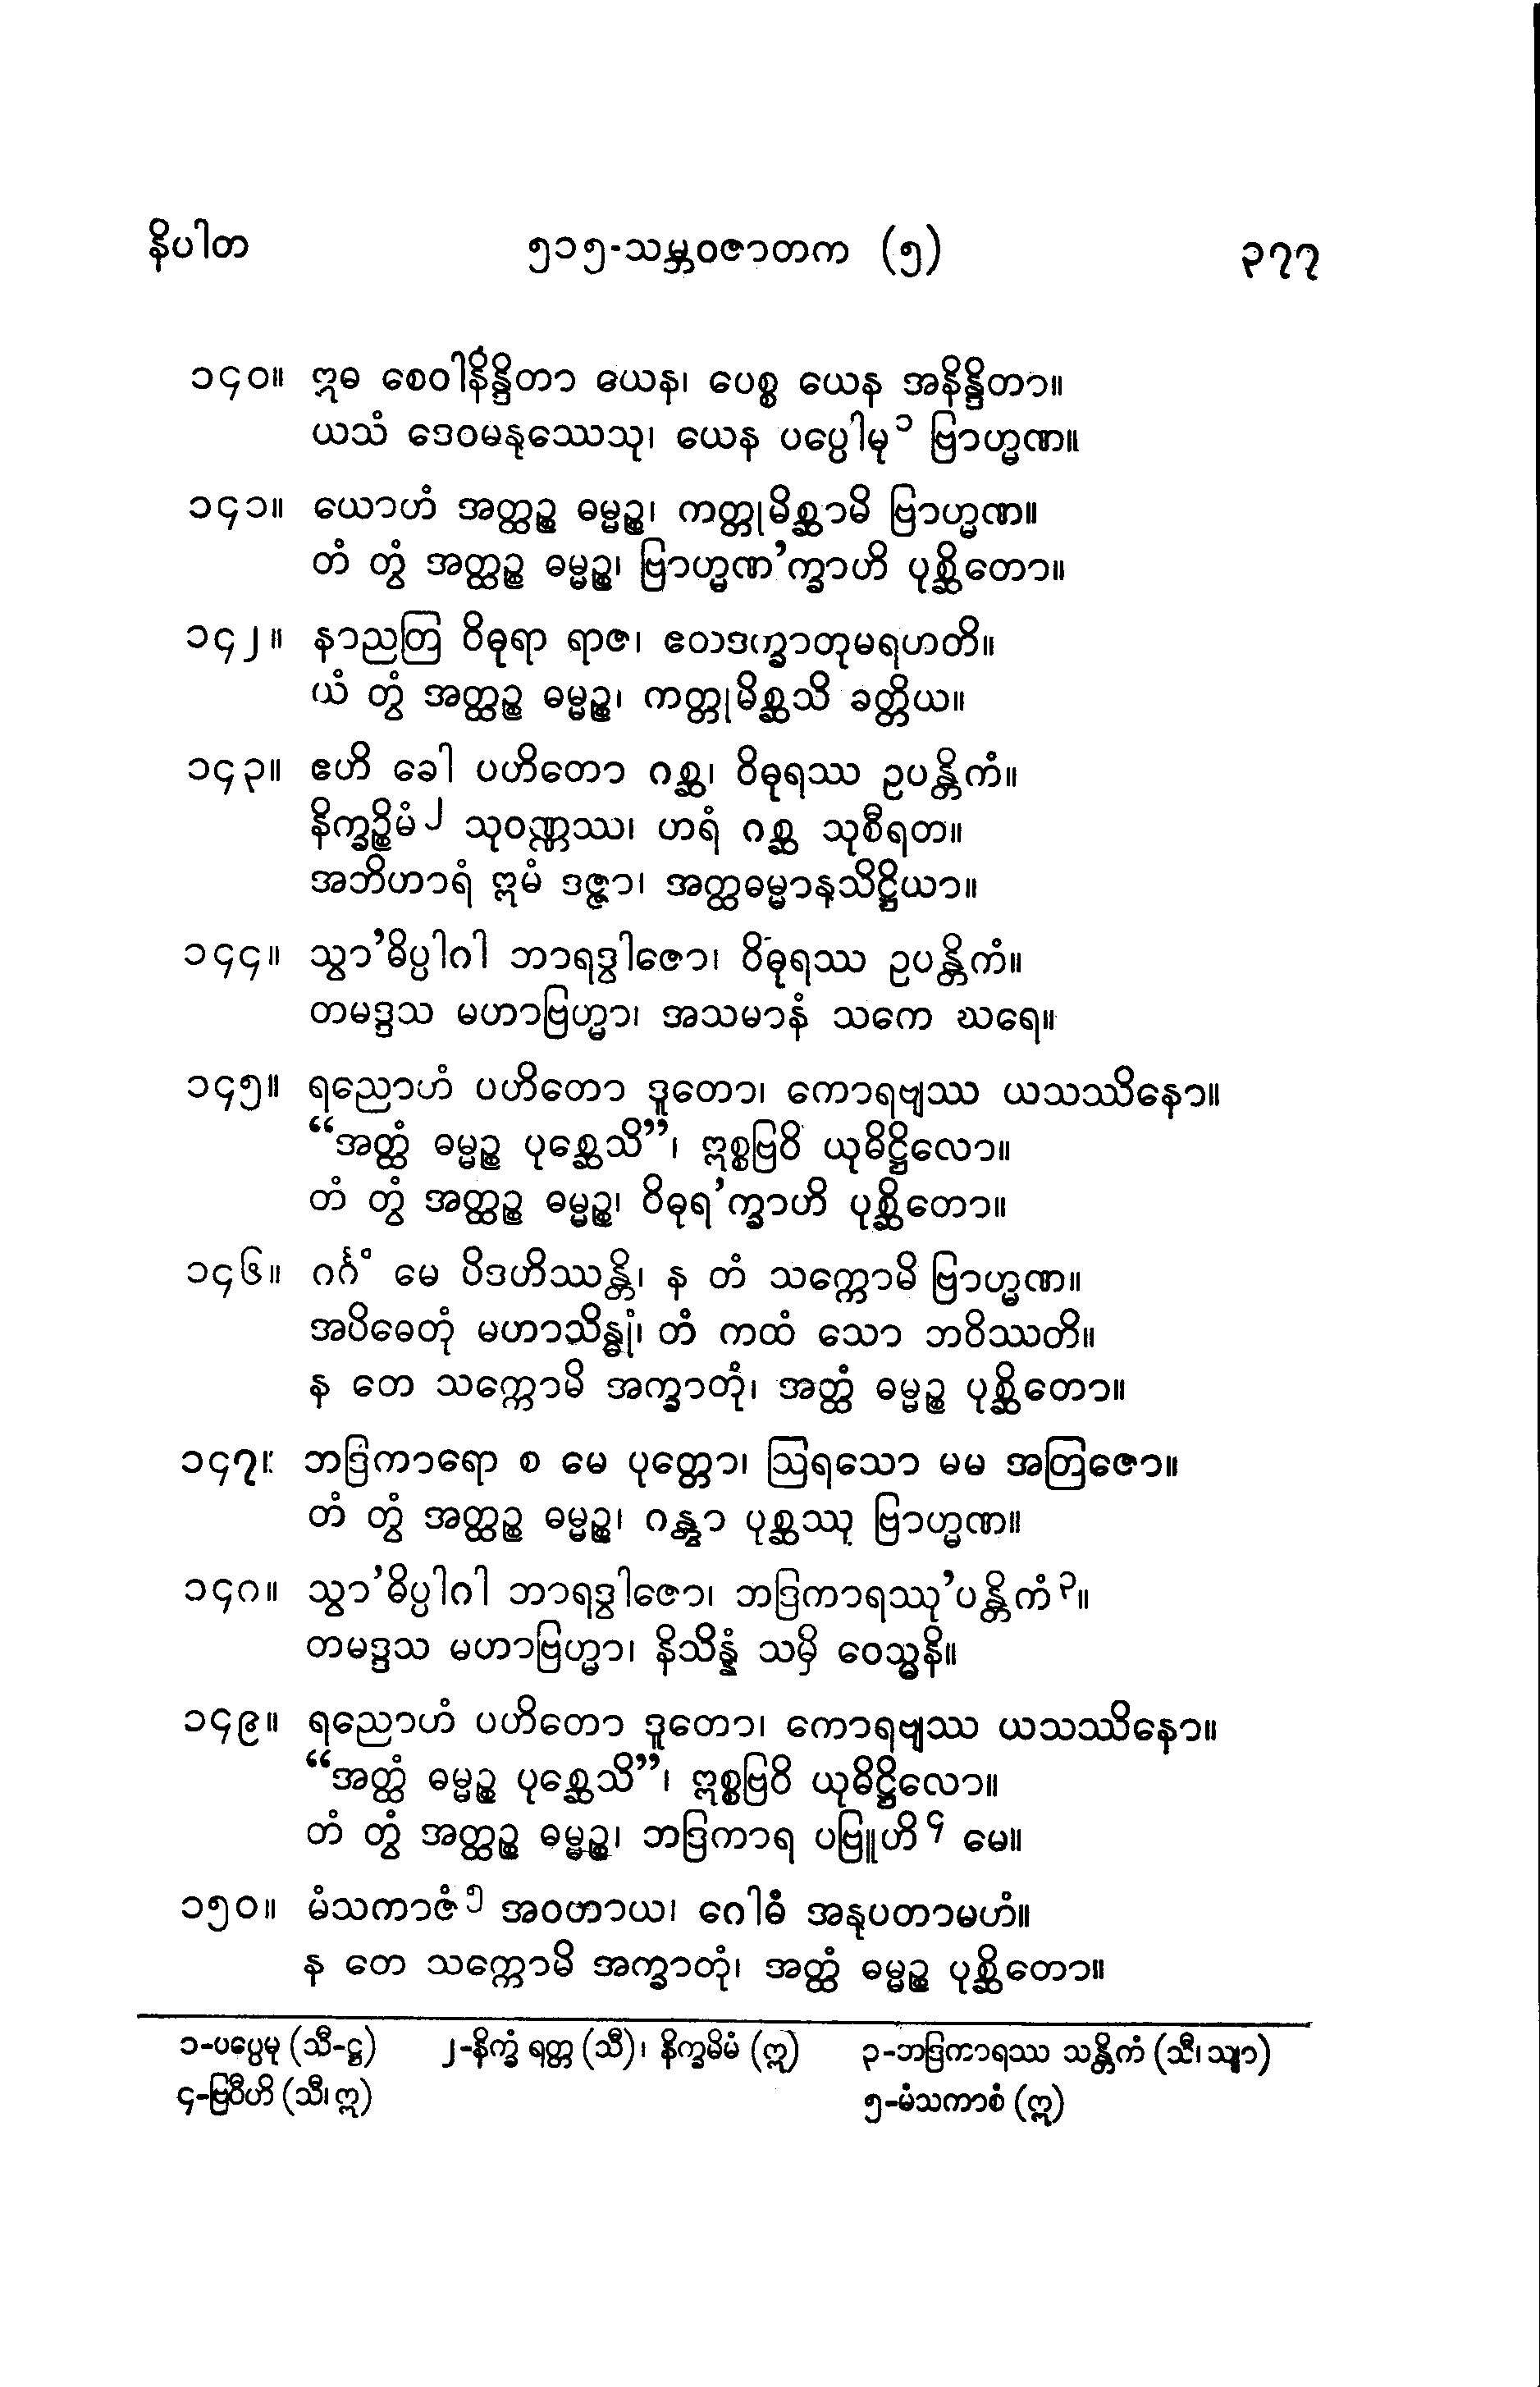 နိပါတ ၅၁၅-သမ္ဘဝဇာတက (၅) ၃၇၇
၁၄၀။ ဣဓ စေဝါနိန္ဒိတာ ယေန၊ ပေစ္စ ယေန အနိန္ဒိတာ။
ယသံ ဒေဝမနုဿေသု၊ ယေန ပပ္ပေါမု၁ ဗြာဟ္မဏ။
၁၄၁။ ယောဟံ အတ္ထဉ္စ ဓမ္မဉ္စ၊ ကတ္တုမိစ္ဆာမိ ဗြာဟ္မဏ။
တံ တွံ အတ္ထဉ္စ ဓမ္မဉ္စ၊ ဗြာဟ္မဏ’က္ခာဟိ ပုစ္ဆိတော။
၁၄၂။ နာညတြ ဝိဓုရာ ရာဇ၊ ဧတဒက္ခာတုမရဟတိ။
ယံ တွံ အတ္ထဉ္စ ဓမ္မဉ္စ၊ ကတ္တုမိစ္ဆသိ ခတ္တိယ။
၁၄၃။ ဧဟိ ခေါ ပဟိတော ဂစ္ဆ၊ ဝိဓုရဿ ဥပန္တိကံ။
နိက္ခဉ္စိမံ၂ သုဝဏ္ဏဿ၊ ဟရံ ဂစ္ဆ သုစီရတ။
အဘိဟာရံ ဣမံ ဒဇ္ဇာ၊ အတ္ထဓမ္မာနုသိဋ္ဌိယာ။
၁၄၄။ သွာ’ဓိပ္ပါဂါ ဘာရဒွါဇော၊ ဝိဓုရဿ ဥပန္တိကံ။
တမဒ္ဒသ မဟာဗြဟ္မာ၊ အသမာနံ သကေ ဃရေ။
၁၄၅။ ရညောဟံ ပဟိတော ဒူတော၊ ကောရဗျဿ ယသဿိနော။
“အတ္ထံ ဓမ္မဉ္စ ပုစ္ဆေသိ”၊ ဣစ္စဗြဝိ ယုဓိဋ္ဌိလော။
တံ တွံ အတ္ထဉ္စ ဓမ္မဉ္စ၊ ဝိဓုရ’က္ခာဟိ ပုစ္ဆိတော။
၁၄၆။ ဂင်္ဂံ မေ ပိဒဟိဿန္တိ၊ န တံ သက္ကောမိ ဗြာဟ္မဏ။
အပိဓေတုံ မဟာသိန္ဓုံ၊ တံ ကထံ သော ဘဝိဿတိ။
န တေ သက္ကောမိ အက္ခာတုံ၊ အတ္ထံ ဓမ္မဉ္စ ပုစ္ဆိတော။
၁၄၇။ ဘဒြကာရော စ မေ ပုတ္တော၊ ဩရသော မမ အတြဇော။
တံ တွံ အတ္ထဉ္စ ဓမ္မဉ္စ၊ ဂန္တွာ ပုစ္ဆဿု ဗြာဟ္မဏ။
၁၄၈။ သွာ’ဓိပ္ပါဂါ ဘာရဒွါဇော၊ ဘဒြကာရဿု’ပန္တိကံ၃။
တမဒ္ဒသ မဟာဗြဟ္မာ၊ နိသိန္နံ သမှိ ဝေသ္မနိ။
၁၄၉။ ရညောဟံ ပဟိတော ဒူတော၊ ကောရဗျဿ ယသဿိနော။
“အတ္ထံ ဓမ္မဉ္စ ပုစ္ဆေသိ”၊ ဣစ္စဗြဝိ ယုဓိဋ္ဌိလော။
တံ တွံ အတ္ထဉ္စ ဓမ္မဉ္စ၊ ဘဒြကာရ ပဗြူဟိ၄ မေ။
၁၅၀။ မံသကာဇံ၅ အဝဟာယ၊ ဂေါဓံ အနုပတာမဟံ။
န တေ သက္ကောမိ အက္ခာတုံ၊ အတ္ထံ ဓမ္မဉ္စ ပုစ္ဆိတော။
၁-ပပ္ပေမု (သီ-ဋ္ဌ) ၂-နိက္ခံ ရတ္တ (သီ)၊ နိက္ခမိမံ (ဣ) ၃-ဘဒြကာရဿ သန္တိကံ (သီ၊ သျာ)
၄-ဗြဝီဟိ (သီ၊ ဣ) ၅-မံသကာစံ (ဣ)